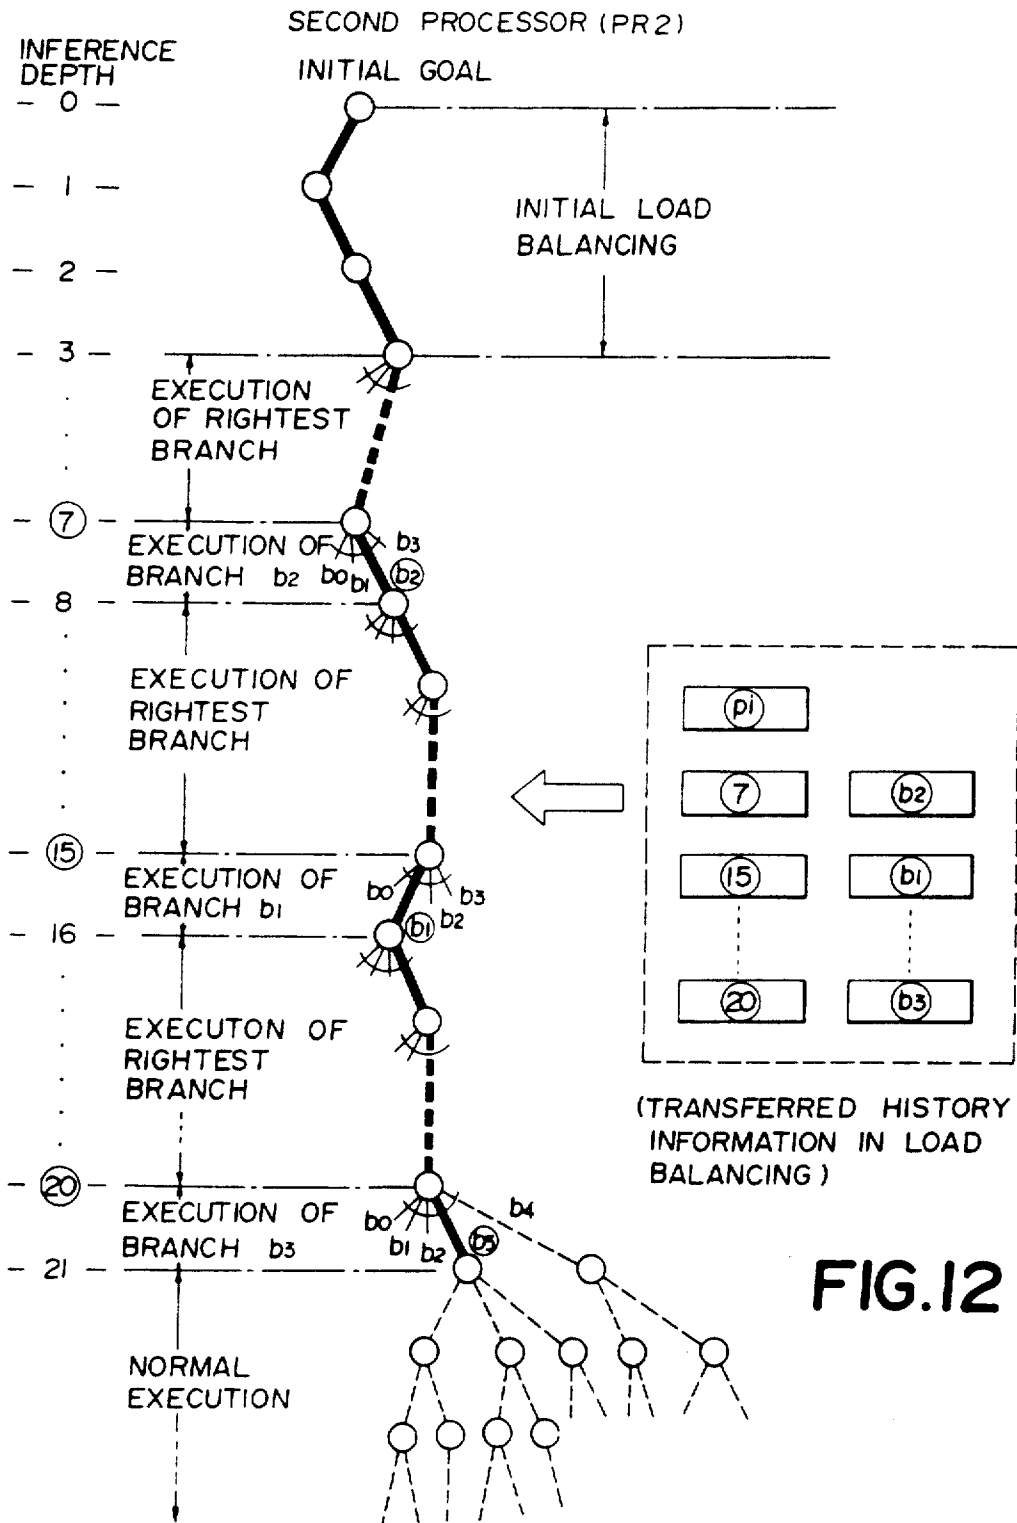 SECOND PROCESSOR (PR2)
INFERENCE
DEPTH
INITIAL GOAL
— 0 —
— 1 —
INITIAL LOAD
BALANCING
— 2 —
— 3 —
EXECUTION
OF RIGHTEST
BRANCH
— 7 —
EXECUTION OF
BRANCH b2
b0 b1 b2 b3
— 8 —
EXECUTION OF
RIGHTEST
BRANCH
pi
7 b2
15 b1
20 b3
(TRANSFERRED HISTORY
INFORMATION IN LOAD
BALANCING)
— 15 —
EXECUTION OF
BRANCH b1
b0 b1 b2 b3
— 16 —
EXECUTON OF
RIGHTEST
BRANCH
— 20 —
EXECUTION OF
BRANCH b3
b0 b1 b2 b3 b4
— 21 —
NORMAL
EXECUTION
FIG.12